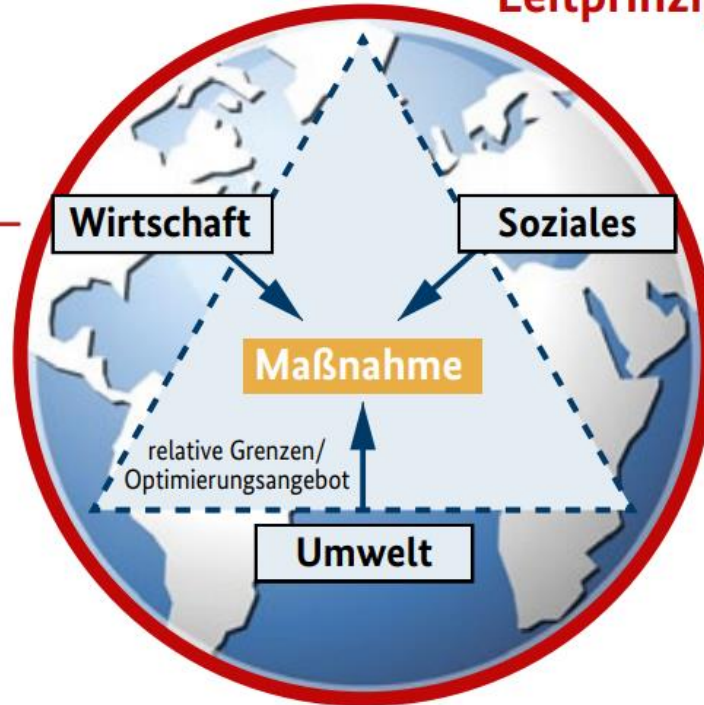 Wirtschaft
Soziales
Maßnahme
relative Grenzen/
Optimierungsangebot
Umwelt